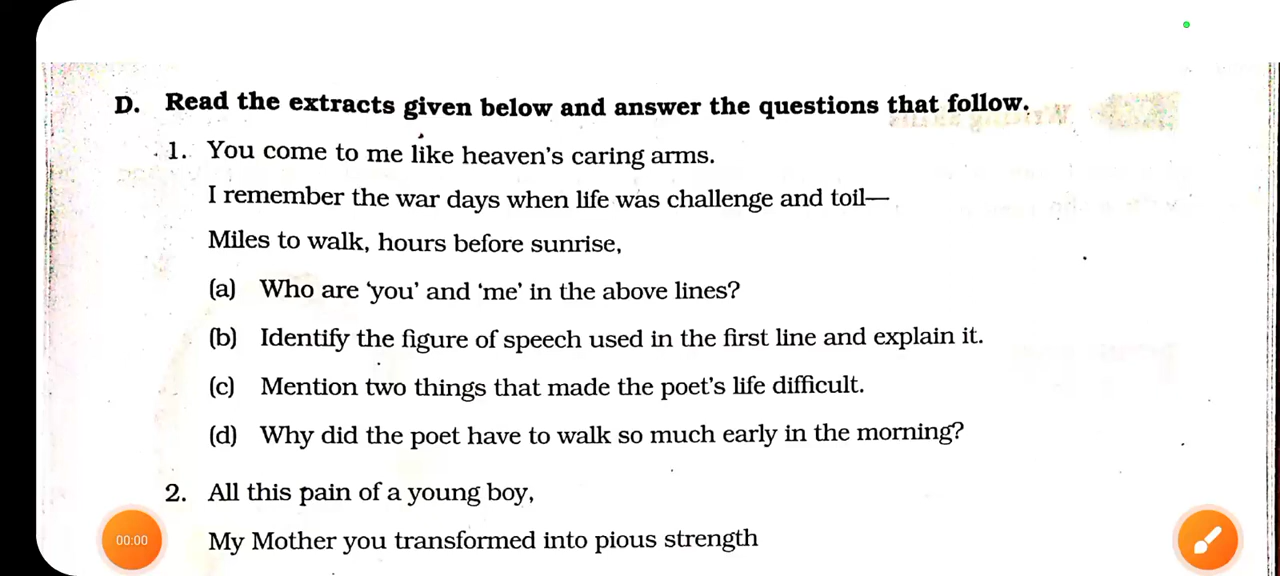 D. Read the extracts given below and answer the questions that follow.
1. You come to me like heaven's caring arms.
I remember the war days when life was challenge and toil—
Miles to walk, hours before sunrise,
(a) Who are 'you' and 'me' in the above lines?
(b) Identify the figure of speech used in the first line and explain it.
(c) Mention two things that made the poet's life difficult.
(d) Why did the poet have to walk so much early in the morning?
2. All this pain of a young boy,
00:00
My Mother you transformed into pious strength